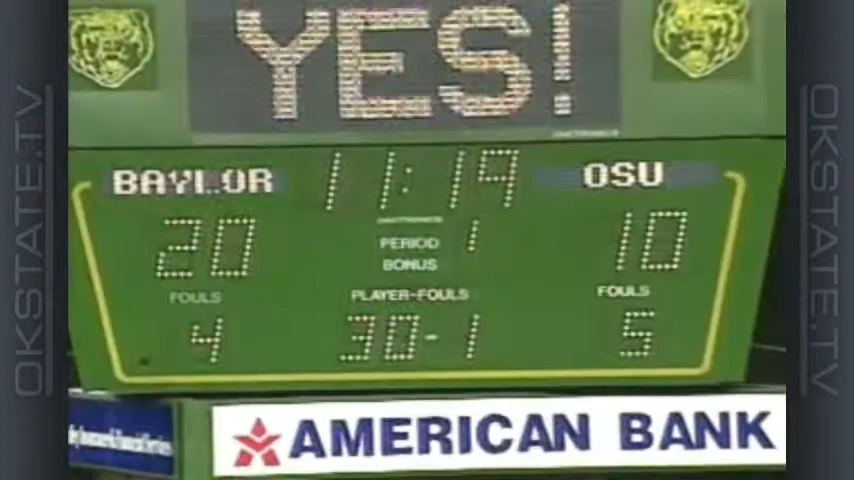 YES!
BAYLOR 11:19 OSU
20 PERIOD 1 10
BONUS
FOULS PLAYER-FOULS FOULS
4 30-1 5
AMERICAN BANK
OKSTATE.TV
OKSTATE.TV